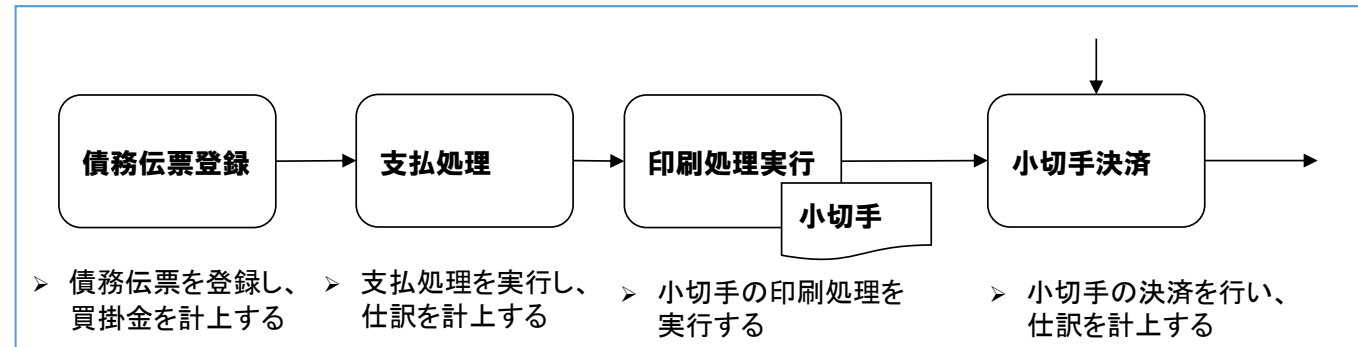 債務伝票登録
支払処理
印刷処理実行
小切手決済
小切手
➢ 債務伝票を登録し、
買掛金を計上する
➢ 支払処理を実行し、
仕訳を計上する
➢ 小切手の印刷処理を
実行する
➢ 小切手の決済を行い、
仕訳を計上する